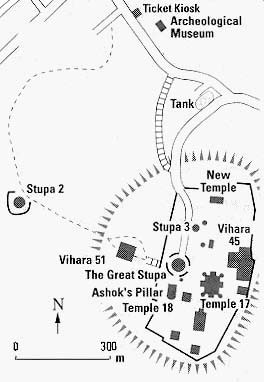 Ticket Kiosk
Archeological
Museum
Tank
New
Temple
Stupa 2
Stupa 3
Vihara
45
Vihara 51
The Great Stupa
Ashok's Pillar
Temple 17
Temple 18
N
0 300
m